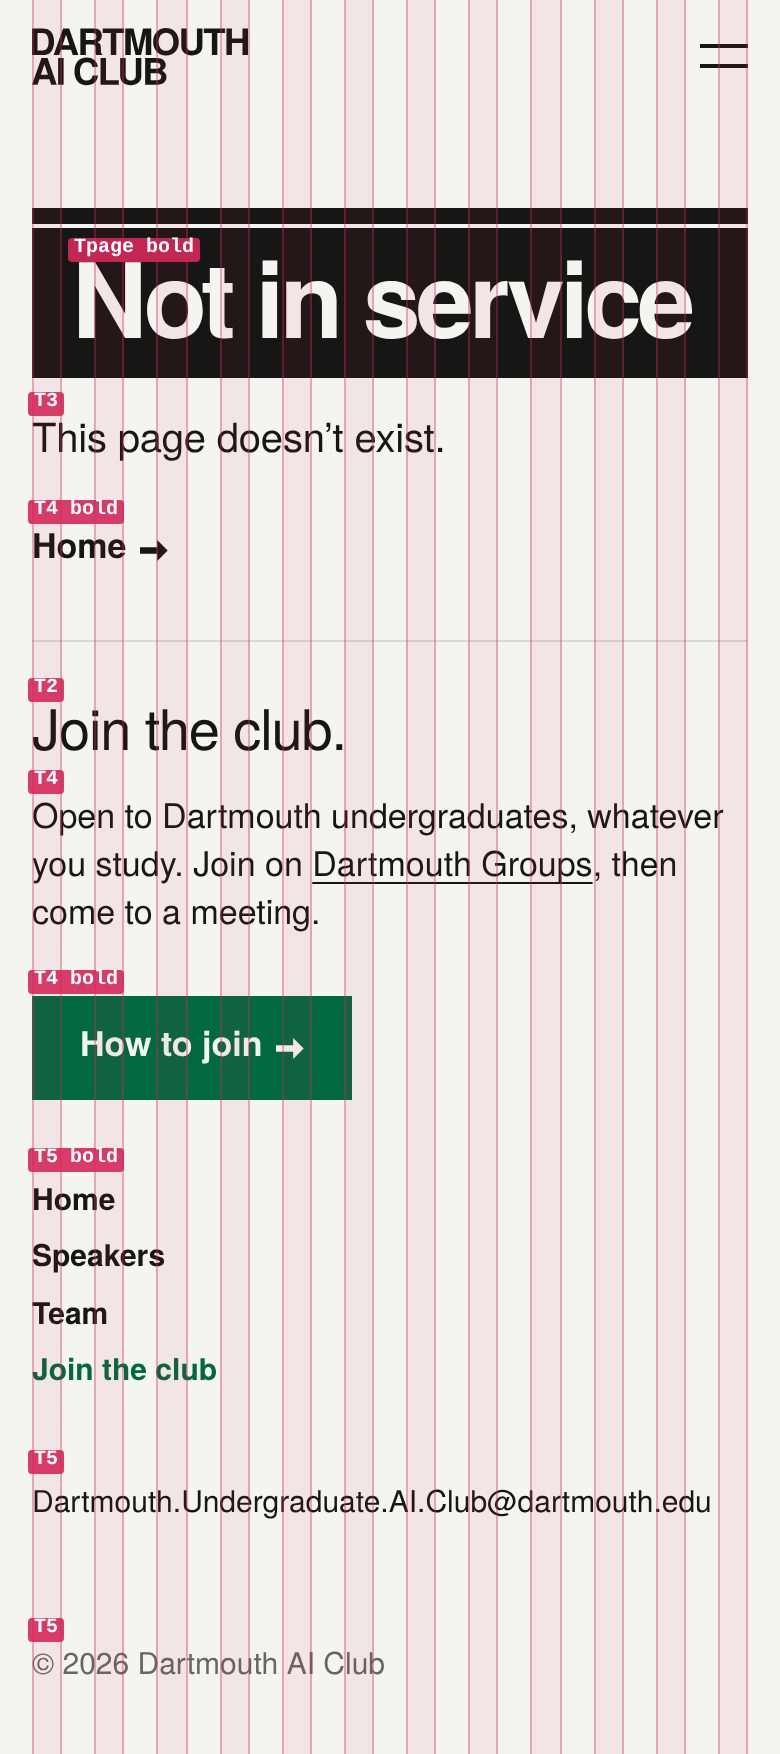 DARTMOUTH
AI CLUB
Tpage bold
Not in service
T3
This page doesn’t exist.
T4 bold
Home →
T2
Join the club.
T4
Open to Dartmouth undergraduates, whatever
you study. Join on Dartmouth Groups, then
come to a meeting.
T4 bold
How to join →
T5 bold
Home
Speakers
Team
Join the club
T5
Dartmouth.Undergraduate.AI.Club@dartmouth.edu
T5
© 2026 Dartmouth AI Club